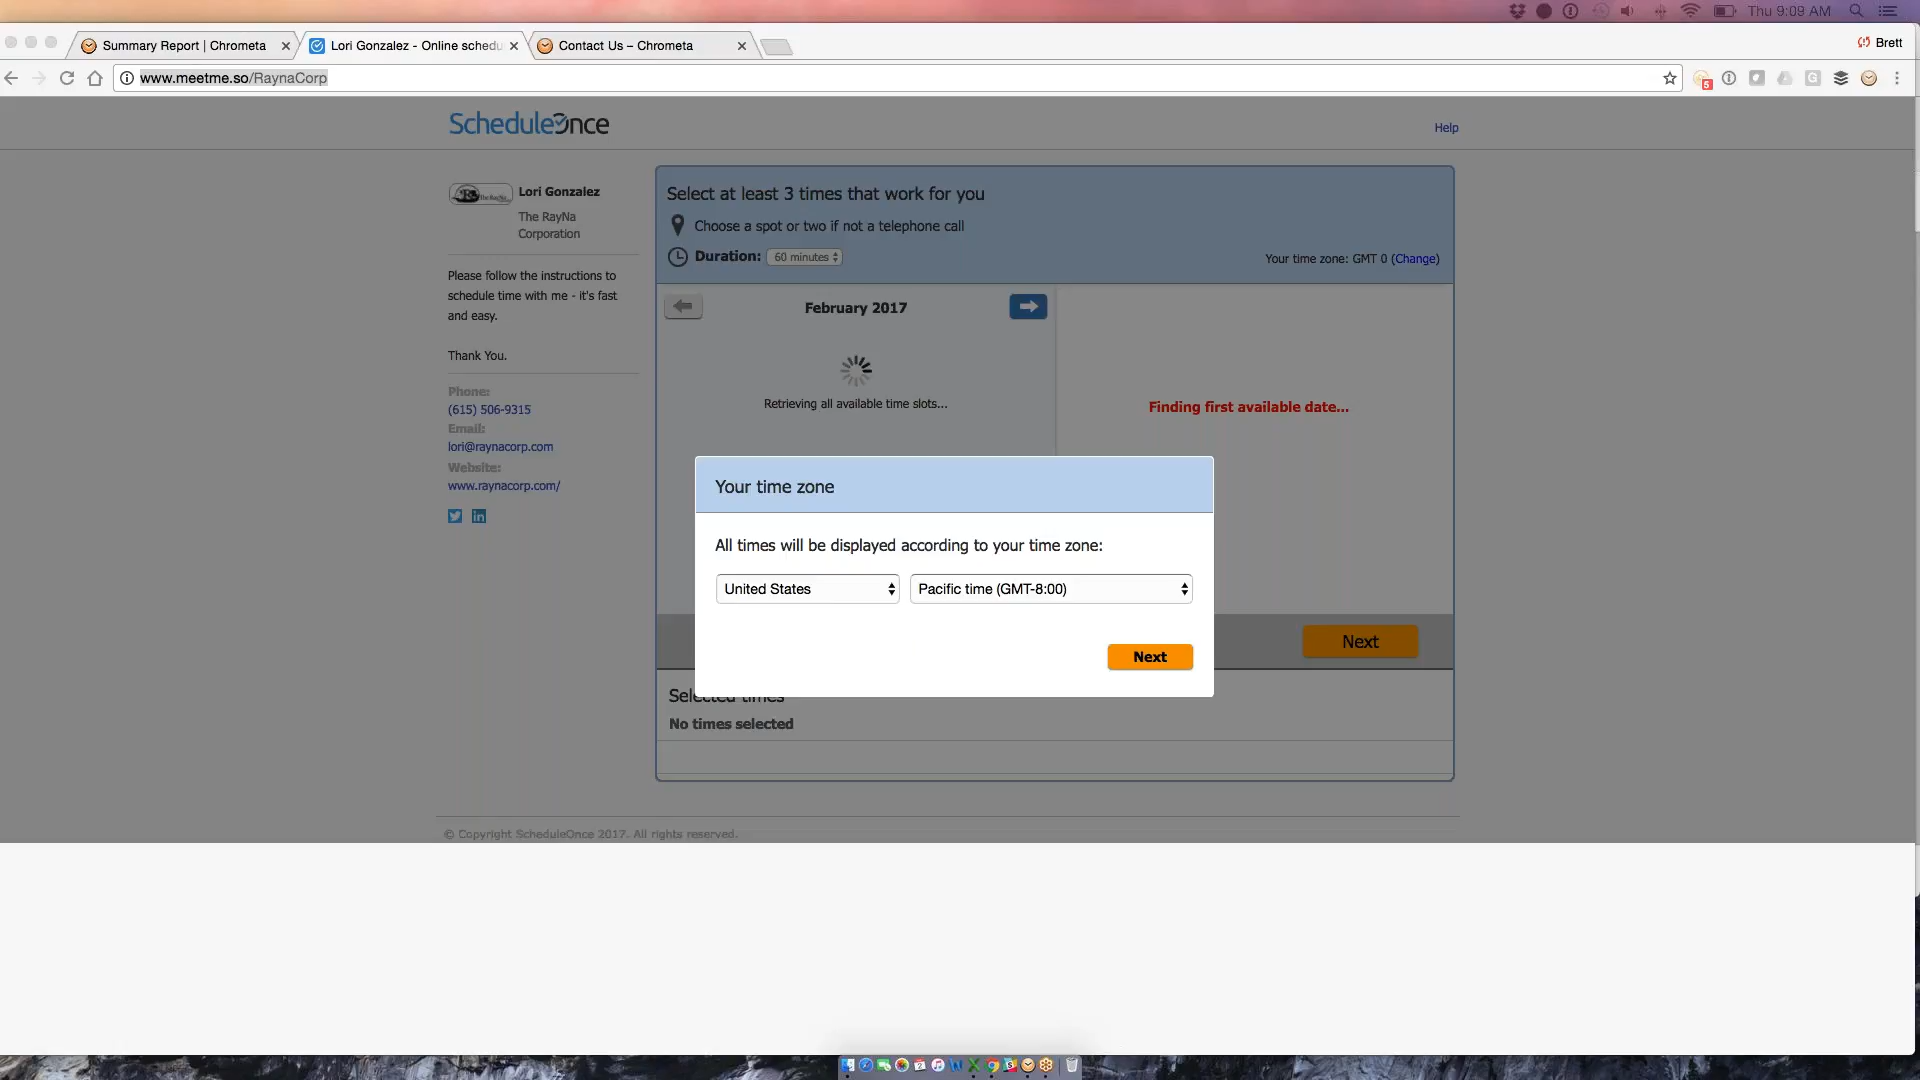 Thu 9:09 AM
Summary Report | Chrometa
Lori Gonzalez - Online schedu
Contact Us – Chrometa
Brett
www.meetme.so/RaynaCorp
5
ScheduleOnce
Help
Lori Gonzalez
The RayNa
Corporation
Please follow the instructions to
schedule time with me - it's fast
and easy.
Thank You.
Phone:
(615) 506-9315
Email:
lori@raynacorp.com
Website:
www.raynacorp.com/
Select at least 3 times that work for you
Choose a spot or two if not a telephone call
Duration: 60 minutes
Your time zone: GMT 0 (Change)
February 2017
Retrieving all available time slots...
Finding first available date...
Your time zone
All times will be displayed according to your time zone:
United States
Pacific time (GMT-8:00)
Next
Next
Selected times
No times selected
© Copyright ScheduleOnce 2017. All rights reserved.